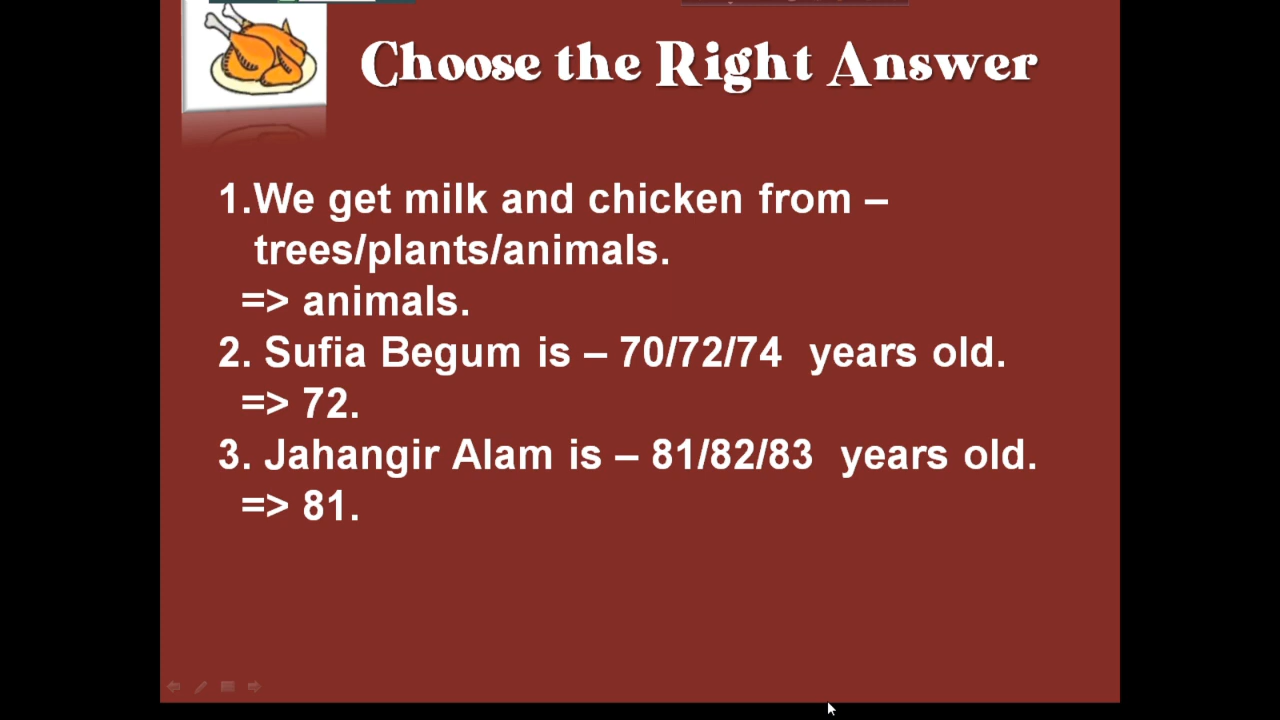 Choose the Right Answer
1.We get milk and chicken from –
trees/plants/animals.
=> animals.
2. Sufia Begum is – 70/72/74 years old.
=> 72.
3. Jahangir Alam is – 81/82/83 years old.
=> 81.